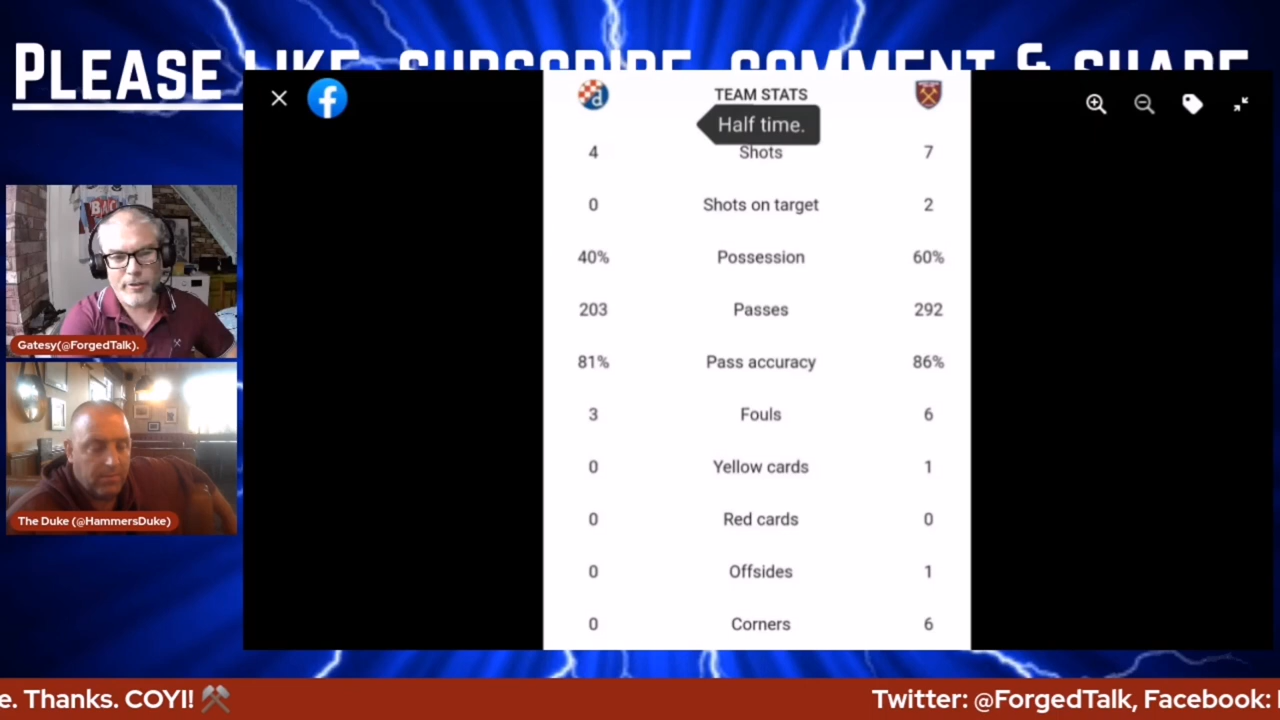 PLEASE LIKE, SUBSCRIBE, COMMENT & SHARE
TEAM STATS
Half time.
4 Shots 7
0 Shots on target 2
40% Possession 60%
203 Passes 292
81% Pass accuracy 86%
3 Fouls 6
0 Yellow cards 1
0 Red cards 0
0 Offsides 1
0 Corners 6
Gatesy(@ForgedTalk).
The Duke (@HammersDuke)
e. Thanks. COYI! ⚒
Twitter: @ForgedTalk, Facebook: